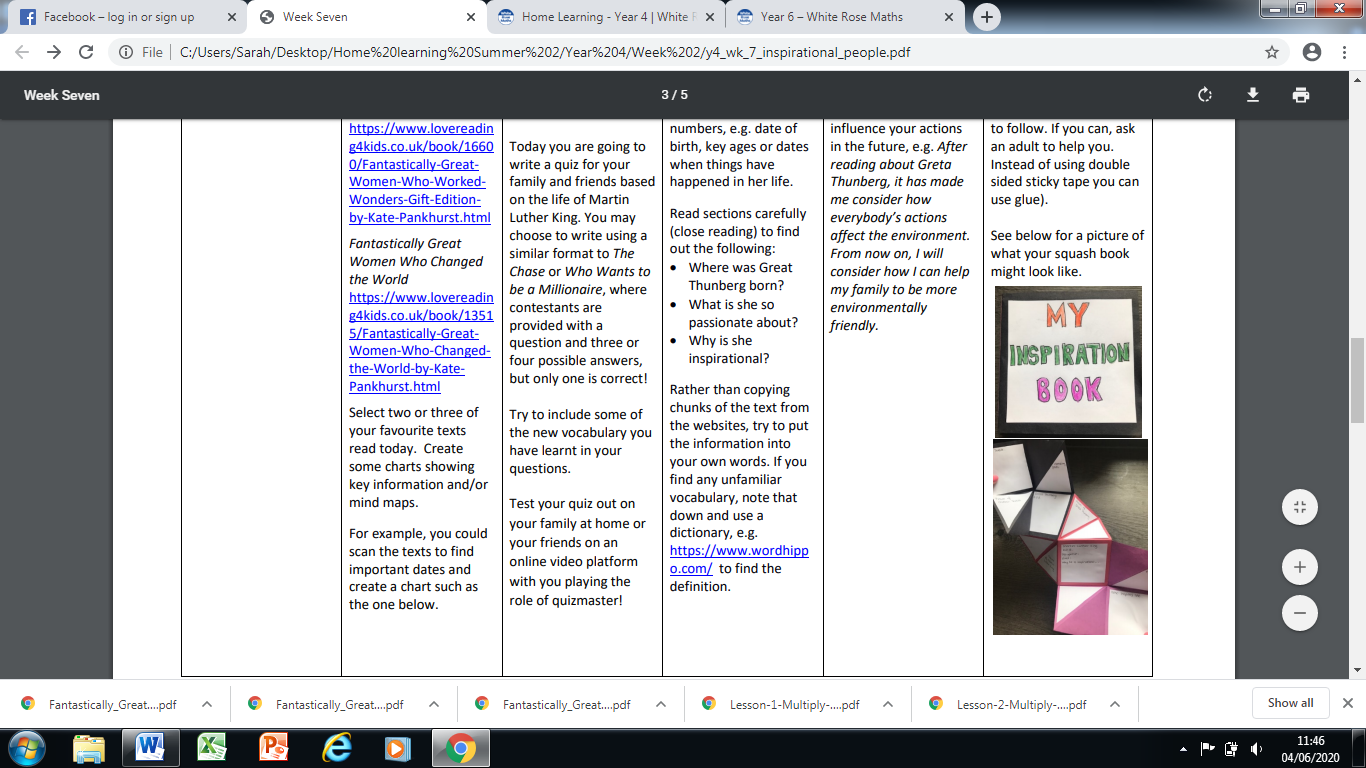 Facebook – log in or sign up
Week Seven
Home Learning - Year 4 | White R
Year 6 – White Rose Maths
File
C:/Users/Sarah/Desktop/Home%20learning%20Summer%202/Year%204/Week%202/y4_wk_7_inspirational_people.pdf
Week Seven
3 / 5
https://www.lovereadin
g4kids.co.uk/book/1660
0/Fantastically-Great-
Women-Who-Worked-
Wonders-Gift-Edition-
by-Kate-Pankhurst.html
Fantastically Great
Women Who Changed
the World
https://www.lovereadin
g4kids.co.uk/book/1351
5/Fantastically-Great-
Women-Who-Changed-
the-World-by-Kate-
Pankhurst.html
Select two or three of
your favourite texts
read today.  Create
some charts showing
key information and/or
mind maps.
For example, you could
scan the texts to find
important dates and
create a chart such as
the one below.
Today you are going to
write a quiz for your
family and friends based
on the life of Martin
Luther King. You may
choose to write using a
similar format to The
Chase or Who Wants to
be a Millionaire, where
contestants are
provided with a
question and three or
four possible answers,
but only one is correct!
Try to include some of
the new vocabulary you
have learnt in your
questions.
Test your quiz out on
your family at home or
your friends on an
online video platform
with you playing the
role of quizmaster!
numbers, e.g. date of
birth, key ages or dates
when things have
happened in her life.
Read sections carefully
(close reading) to find
out the following:
• Where was Great
Thunberg born?
• What is she so
passionate about?
• Why is she
inspirational?
Rather than copying
chunks of the text from
the websites, try to put
the information into
your own words. If you
find any unfamiliar
vocabulary, note that
down and use a
dictionary, e.g.
https://www.wordhipp
o.com/  to find the
definition.
influence your actions
in the future, e.g. After
reading about Greta
Thunberg, it has made
me consider how
everybody's actions
affect the environment.
From now on, I will
consider how I can help
my family to be more
environmentally
friendly.
to follow. If you can, ask
an adult to help you.
Instead of using double
sided sticky tape you can
use glue).
See below for a picture of
what your squash book
might look like.
MY
INSPIRATION
BOOK
Fantastically_Great....pdf
Fantastically_Great....pdf
Fantastically_Great....pdf
Lesson-1-Multiply-....pdf
Lesson-2-Multiply-....pdf
Show all
11:46
04/06/2020